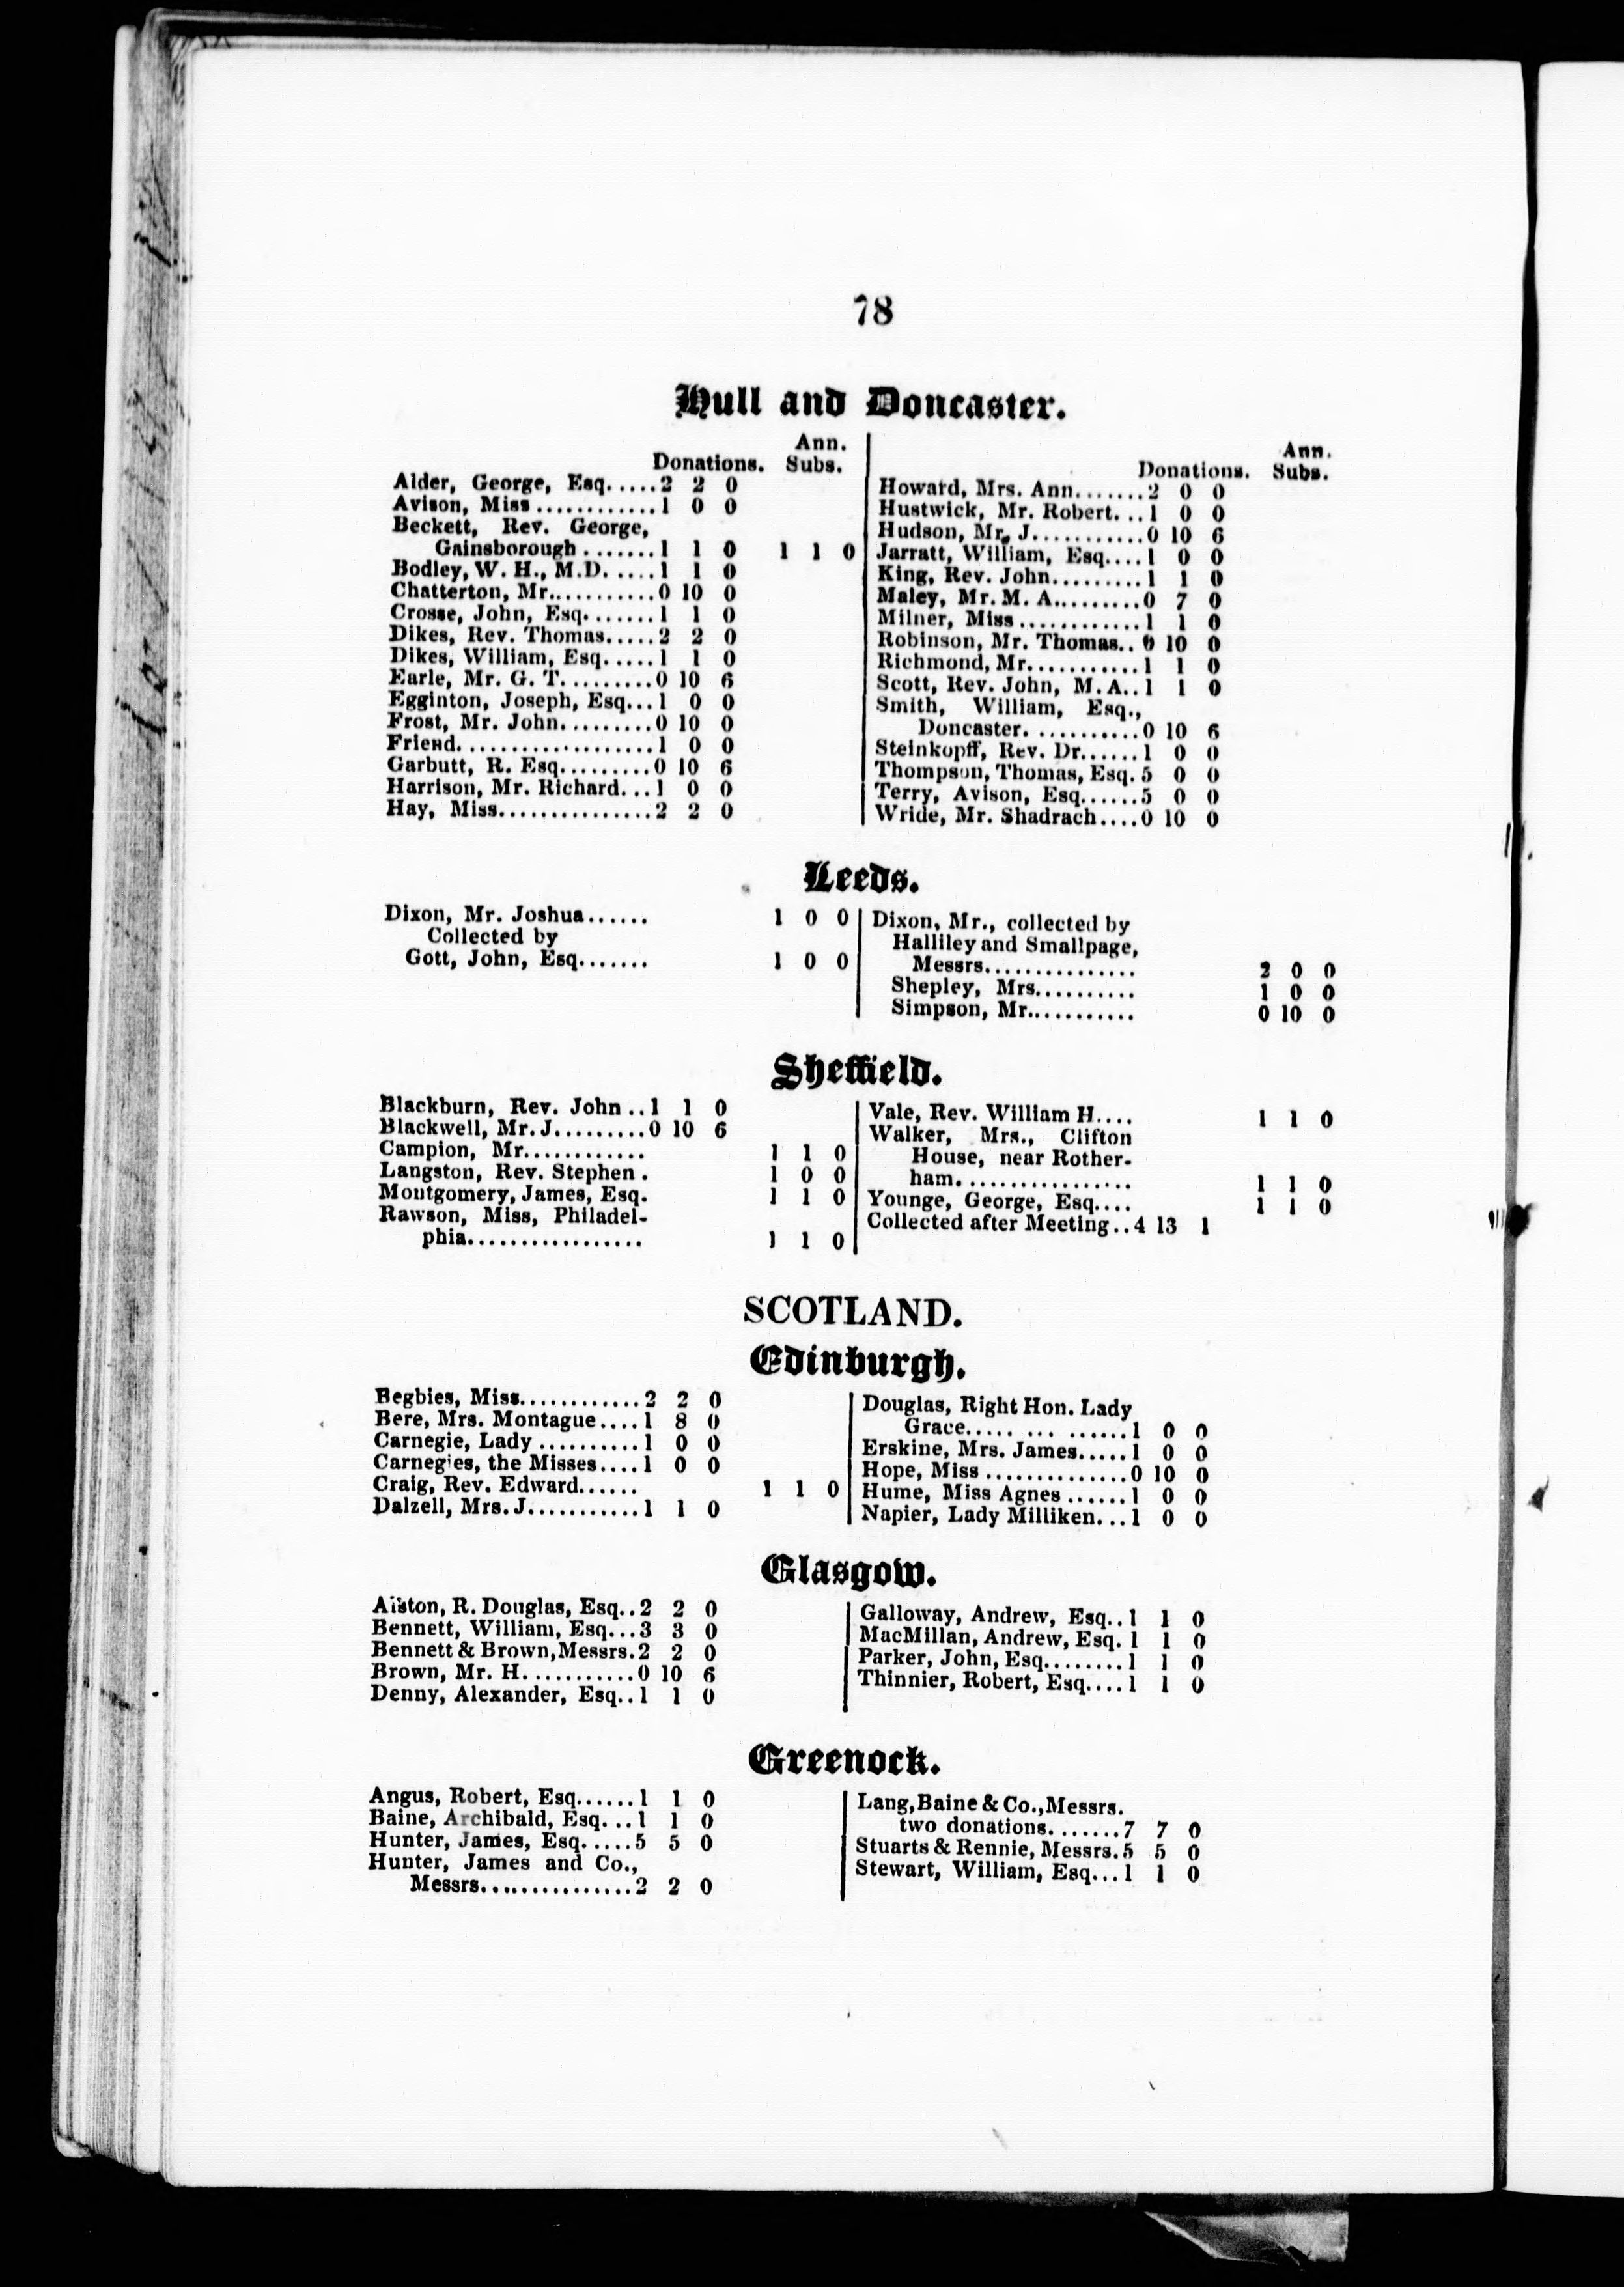 78
Hull and Doncaster.
Ann.
Donations. Subs.
Alder, George, Esq.....2 2 0
Avison, Miss............1 0 0
Beckett, Rev. George,
Gainsborough.......1 1 0 1 1 0
Bodley, W. H., M.D......1 1 0
Chatterton, Mr...........0 10 0
Crosse, John, Esq.......1 1 0
Dikes, Rev. Thomas.....2 2 0
Dikes, William, Esq.....1 1 0
Earle, Mr. G. T.........0 10 6
Egginton, Joseph, Esq...1 0 0
Frost, Mr. John.........0 10 0
Friend...................1 0 0
Garbutt, R. Esq.........0 10 6
Harrison, Mr. Richard...1 0 0
Hay, Miss...............2 2 0
Ann.
Donations. Subs.
Howard, Mrs. Ann.......2 0 0
Hustwick, Mr. Robert...1 0 0
Hudson, Mr. J...........0 10 6
Jarratt, William, Esq....1 0 0
King, Rev. John.........1 1 0
Maley, Mr. M. A.........0 7 0
Milner, Miss............1 1 0
Robinson, Mr. Thomas..0 10 0
Richmond, Mr...........1 1 0
Scott, Rev. John, M.A..1 1 0
Smith, William, Esq.,
Doncaster...........0 10 6
Steinkopff, Rev. Dr......1 0 0
Thompson, Thomas, Esq.5 0 0
Terry, Avison, Esq......5 0 0
Wride, Mr. Shadrach....0 10 0
Leeds.
Dixon, Mr. Joshua...... 1 0 0
Collected by
Gott, John, Esq....... 1 0 0
Dixon, Mr., collected by
Halliley and Smallpage,
Messrs............... 2 0 0
Shepley, Mrs.......... 1 0 0
Simpson, Mr........... 0 10 0
Sheffield.
Blackburn, Rev. John..1 1 0
Blackwell, Mr. J.........0 10 6
Campion, Mr............ 1 1 0
Langston, Rev. Stephen. 1 0 0
Montgomery, James, Esq. 1 1 0
Rawson, Miss, Philadel-
phia................. 1 1 0
Vale, Rev. William H.... 1 1 0
Walker, Mrs., Clifton
House, near Rother-
ham................. 1 1 0
Younge, George, Esq.... 1 1 0
Collected after Meeting..4 13 1
SCOTLAND.
Edinburgh.
Begbies, Miss............2 2 0
Bere, Mrs. Montague....1 8 0
Carnegie, Lady..........1 0 0
Carnegies, the Misses....1 0 0
Craig, Rev. Edward...... 1 1 0
Dalzell, Mrs. J...........1 1 0
Douglas, Right Hon. Lady
Grace..... ... ......1 0 0
Erskine, Mrs. James.....1 0 0
Hope, Miss..............0 10 0
Hume, Miss Agnes......1 0 0
Napier, Lady Milliken...1 0 0
Glasgow.
Alston, R. Douglas, Esq..2 2 0
Bennett, William, Esq...3 3 0
Bennett & Brown, Messrs.2 2 0
Brown, Mr. H...........0 10 6
Denny, Alexander, Esq..1 1 0
Galloway, Andrew, Esq..1 1 0
MacMillan, Andrew, Esq.1 1 0
Parker, John, Esq........1 1 0
Thinnier, Robert, Esq....1 1 0
Greenock.
Angus, Robert, Esq......1 1 0
Baine, Archibald, Esq...1 1 0
Hunter, James, Esq.....5 5 0
Hunter, James and Co.,
Messrs...............2 2 0
Lang, Baine & Co., Messrs.
two donations.......7 7 0
Stuarts & Rennie, Messrs.5 5 0
Stewart, William, Esq...1 1 0